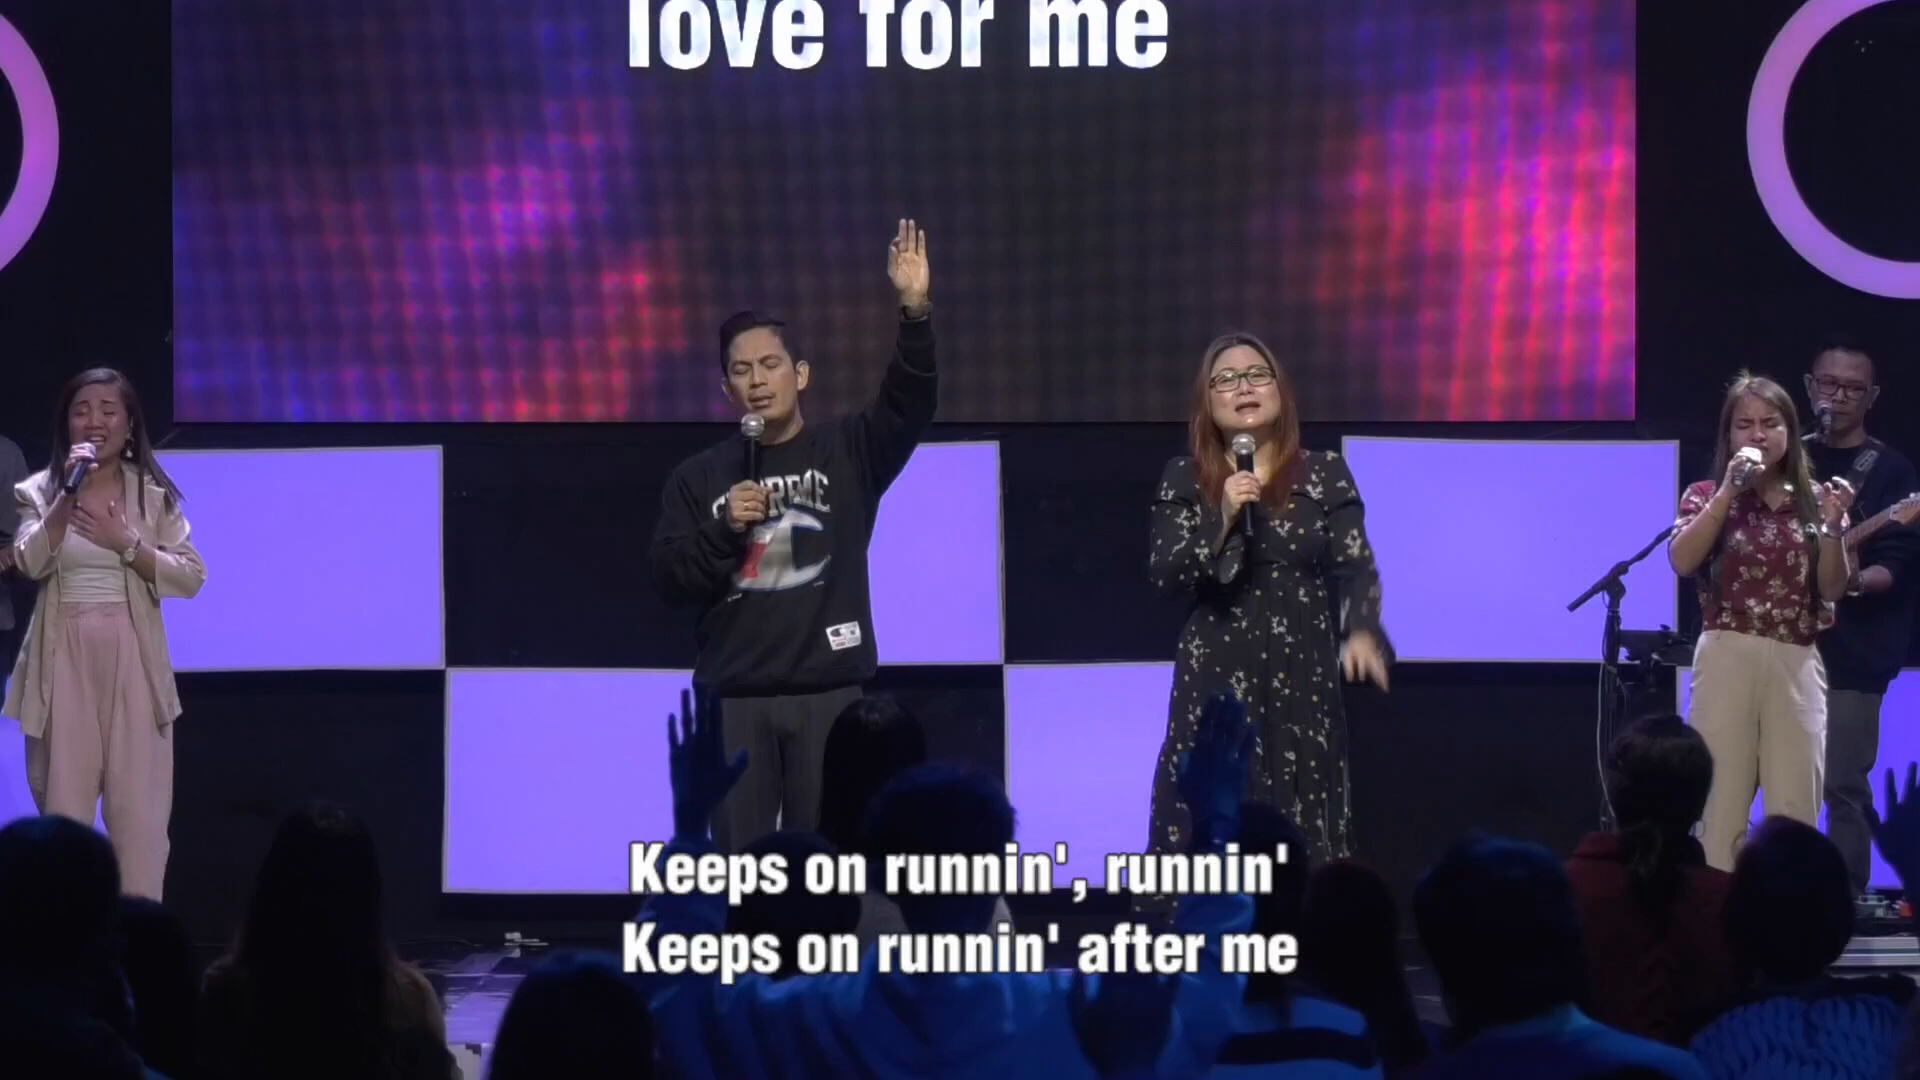 love for me
Keeps on runnin', runnin'
Keeps on runnin' after me